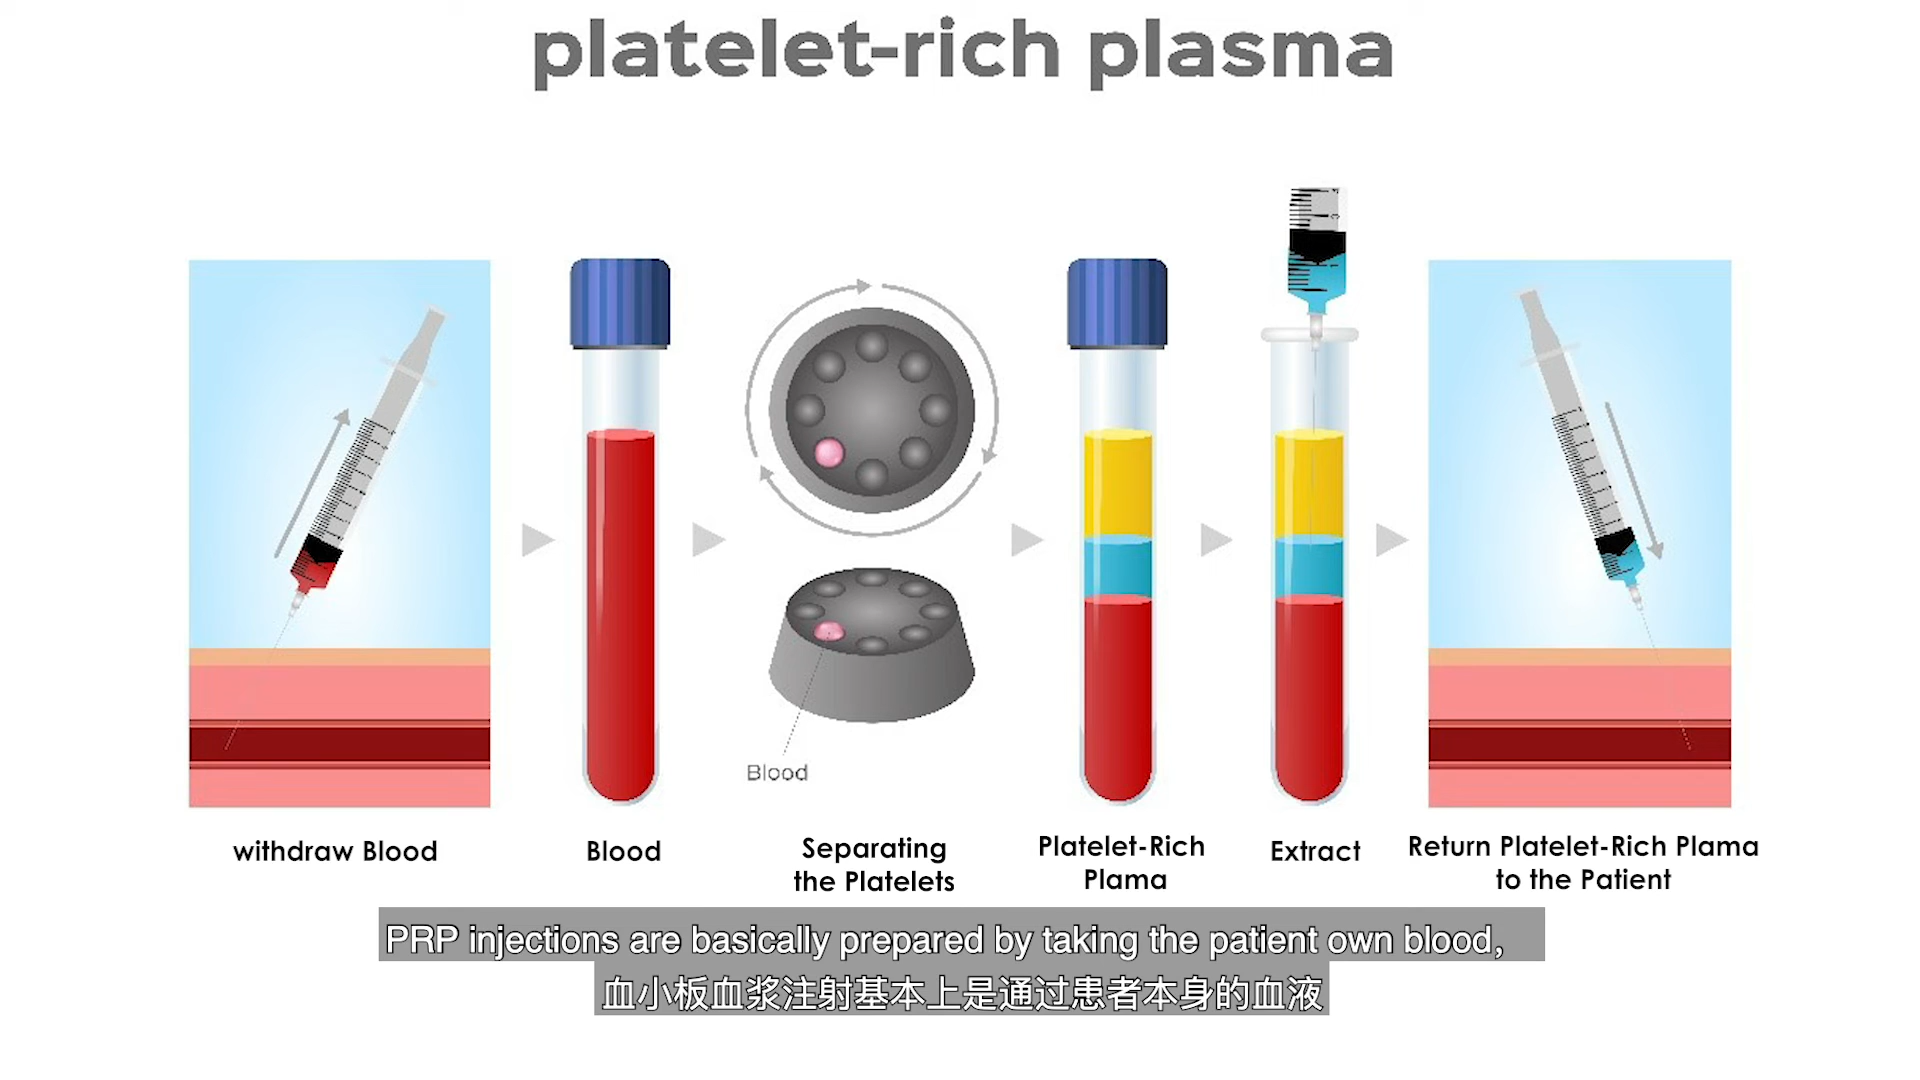 platelet-rich plasma
Blood
withdraw Blood
Blood
Separating
the Platelets
Platelet-Rich
Plama
Extract
Return Platelet-Rich Plama
to the Patient
PRP injections are basically prepared by taking the patient own blood,
血小板血浆注射基本上是通过患者本身的血液